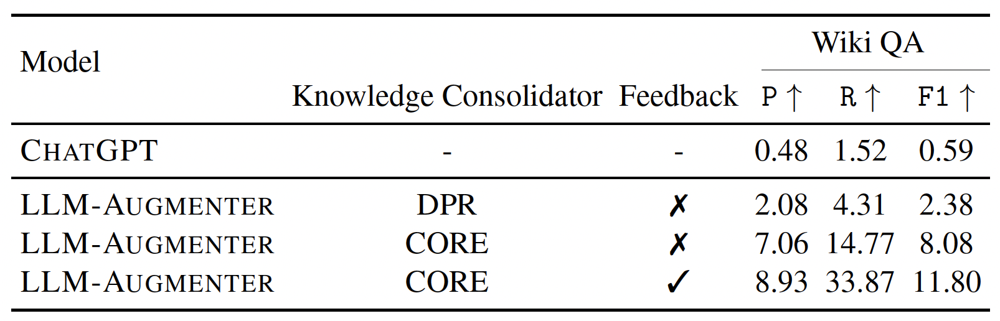 Wiki QA
Model
Knowledge Consolidator Feedback P ↑ R ↑ F1 ↑
CHATGPT - - 0.48 1.52 0.59
LLM-AUGMENTER DPR ✗ 2.08 4.31 2.38
LLM-AUGMENTER CORE ✗ 7.06 14.77 8.08
LLM-AUGMENTER CORE ✓ 8.93 33.87 11.80